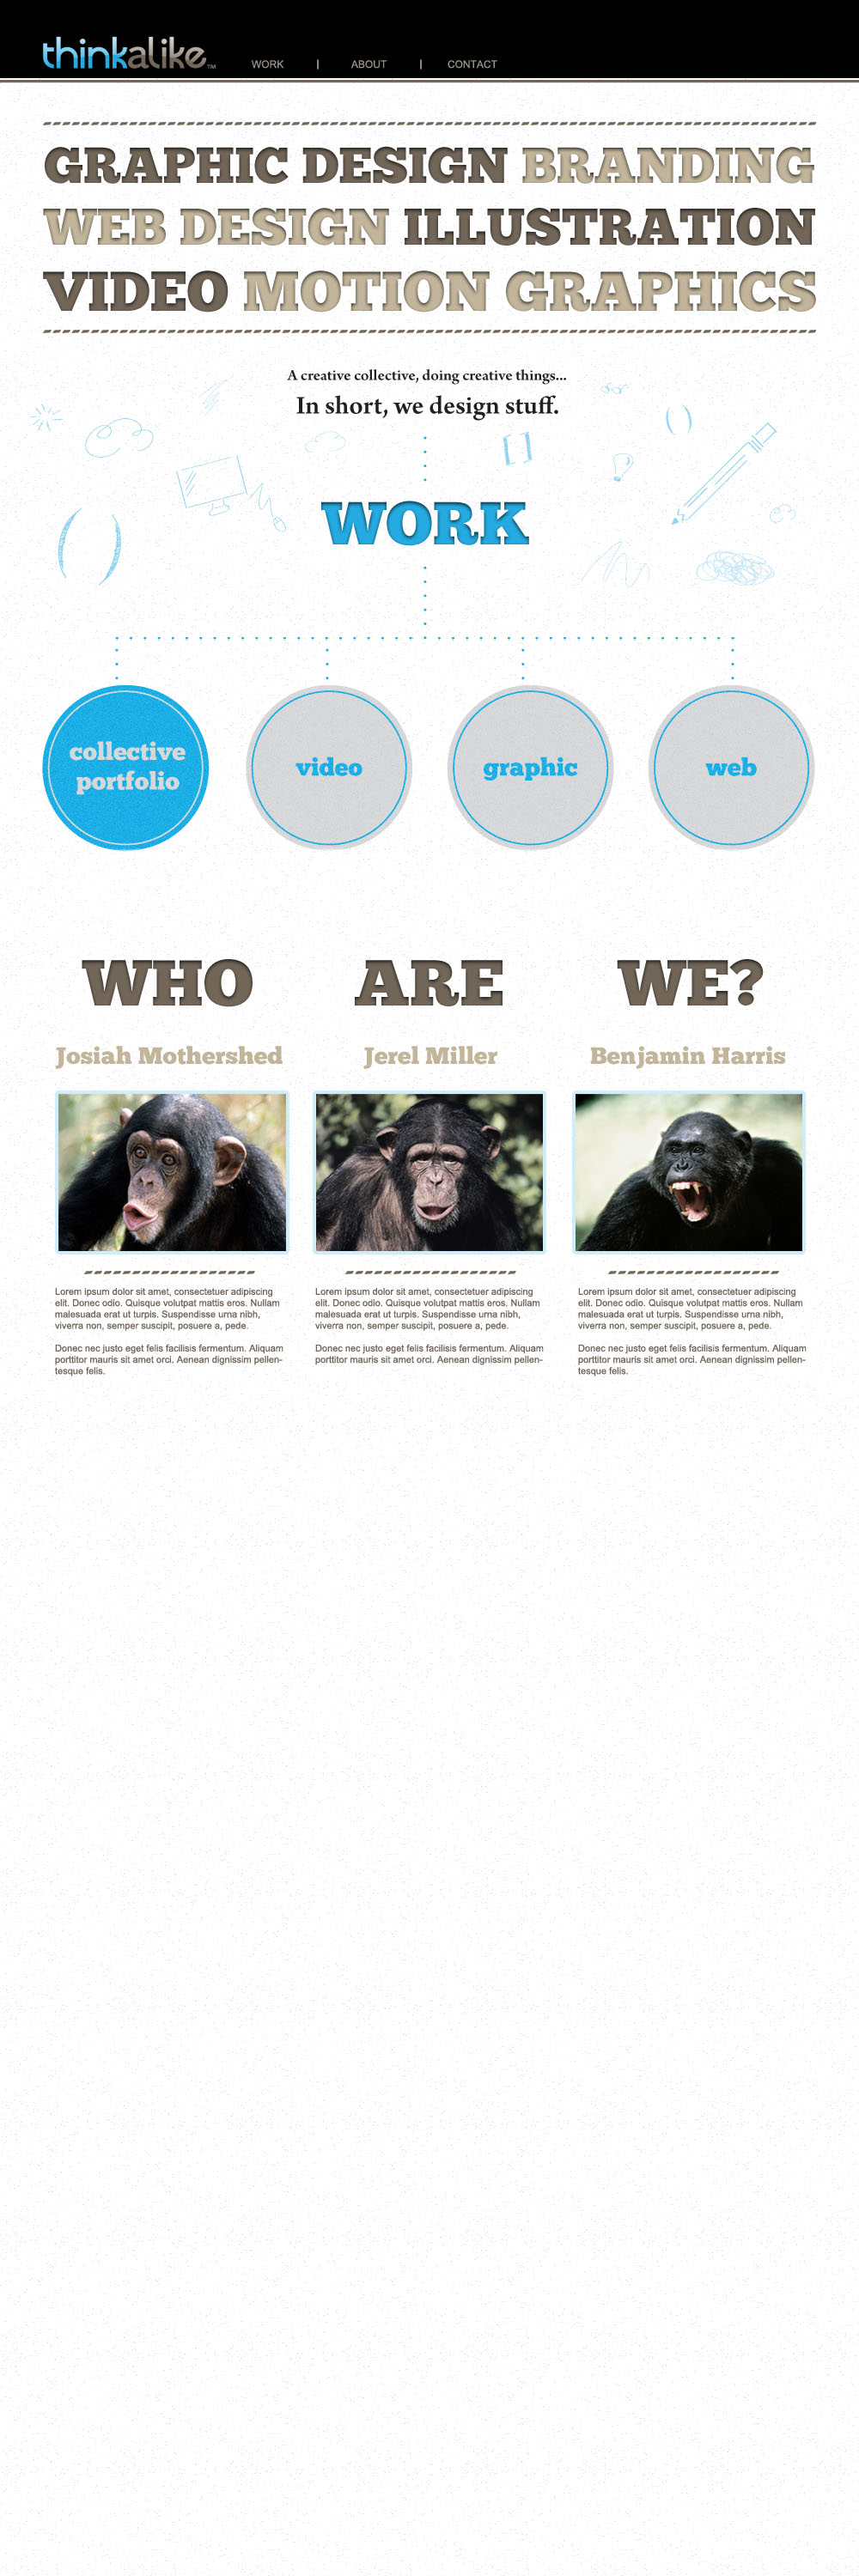 thinkalike™
WORK | ABOUT | CONTACT
GRAPHIC DESIGN BRANDING
WEB DESIGN ILLUSTRATION
VIDEO MOTION GRAPHICS
A creative collective, doing creative things...
In short, we design stuff.
WORK
collective
portfolio
video
graphic
web
WHO ARE WE?
Josiah Mothershed
Jerel Miller
Benjamin Harris
Lorem ipsum dolor sit amet, consectetuer adipiscing
elit. Donec odio. Quisque volutpat mattis eros. Nullam
malesuada erat ut turpis. Suspendisse urna nibh,
viverra non, semper suscipit, posuere a, pede.
Donec nec justo eget felis facilisis fermentum. Aliquam
porttitor mauris sit amet orci. Aenean dignissim pellen-
tesque felis.
Lorem ipsum dolor sit amet, consectetuer adipiscing
elit. Donec odio. Quisque volutpat mattis eros. Nullam
malesuada erat ut turpis. Suspendisse urna nibh,
viverra non, semper suscipit, posuere a, pede.
Donec nec justo eget felis facilisis fermentum. Aliquam
porttitor mauris sit amet orci. Aenean dignissim pellen-
Lorem ipsum dolor sit amet, consectetuer adipiscing
elit. Donec odio. Quisque volutpat mattis eros. Nullam
malesuada erat ut turpis. Suspendisse urna nibh,
viverra non, semper suscipit, posuere a, pede.
Donec nec justo eget felis facilisis fermentum. Aliquam
porttitor mauris sit amet orci. Aenean dignissim pellen-
tesque felis.